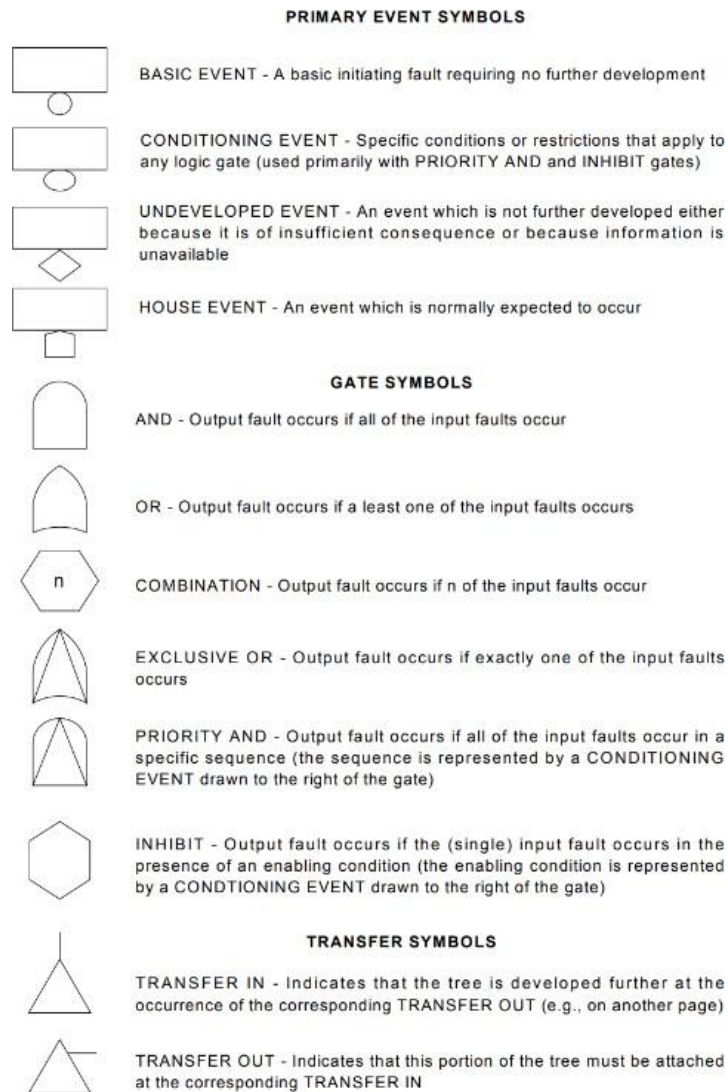 PRIMARY EVENT SYMBOLS
BASIC EVENT - A basic initiating fault requiring no further development
CONDITIONING EVENT - Specific conditions or restrictions that apply to
any logic gate (used primarily with PRIORITY AND and INHIBIT gates)
UNDEVELOPED EVENT - An event which is not further developed either
because it is of insufficient consequence or because information is
unavailable
HOUSE EVENT - An event which is normally expected to occur
GATE SYMBOLS
AND - Output fault occurs if all of the input faults occur
OR - Output fault occurs if a least one of the input faults occurs
n
COMBINATION - Output fault occurs if n of the input faults occur
EXCLUSIVE OR - Output fault occurs if exactly one of the input faults
occurs
PRIORITY AND - Output fault occurs if all of the input faults occur in a
specific sequence (the sequence is represented by a CONDITIONING
EVENT drawn to the right of the gate)
INHIBIT - Output fault occurs if the (single) input fault occurs in the
presence of an enabling condition (the enabling condition is represented
by a CONDTIONING EVENT drawn to the right of the gate)
TRANSFER SYMBOLS
TRANSFER IN - Indicates that the tree is developed further at the
occurrence of the corresponding TRANSFER OUT (e.g., on another page)
TRANSFER OUT - Indicates that this portion of the tree must be attached
at the corresponding TRANSFER IN